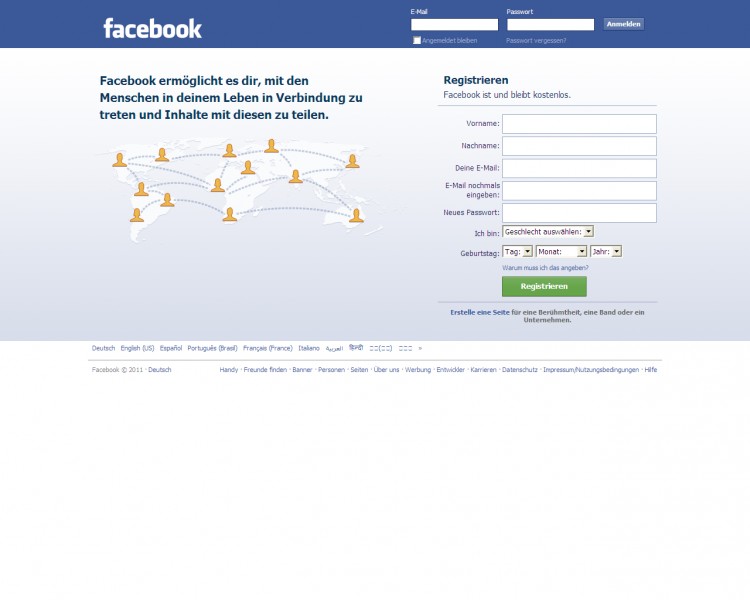 facebook
E-Mail
Passwort
Anmelden
Angemeldet bleiben
Passwort vergessen?
Facebook ermöglicht es dir, mit den
Menschen in deinem Leben in Verbindung zu
treten und Inhalte mit diesen zu teilen.
Registrieren
Facebook ist und bleibt kostenlos.
Vorname:
Nachname:
Deine E-Mail:
E-Mail nochmals
eingeben:
Neues Passwort:
Ich bin: Geschlecht auswählen:
Geburtstag: Tag: Monat: Jahr:
Warum muss ich das angeben?
Registrieren
Erstelle eine Seite für eine Berühmtheit, eine Band oder ein
Unternehmen.
Deutsch English (US) Español Português (Brasil) Français (France) Italiano العربية हिन्दी »
Facebook © 2011 · Deutsch
Handy · Freunde finden · Banner · Personen · Seiten · Über uns · Werbung · Entwickler · Karrieren · Datenschutz · Impressum/Nutzungsbedingungen · Hilfe